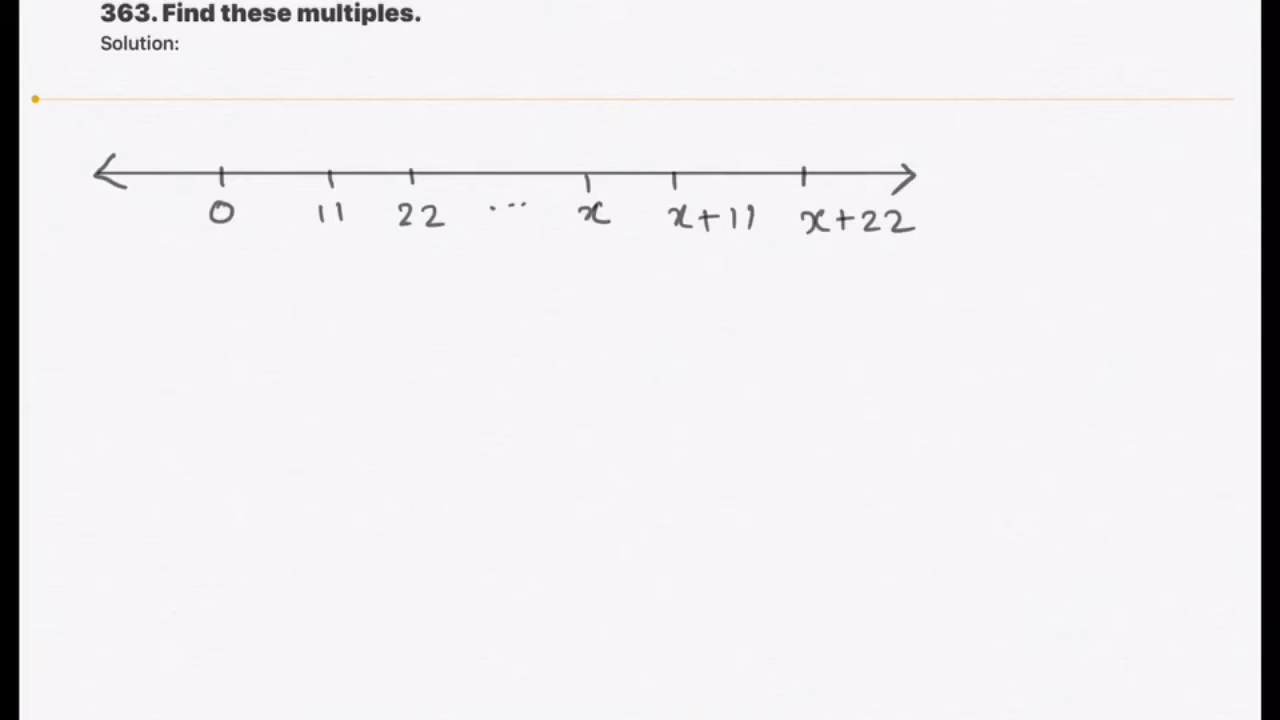 363. Find these multiples.
Solution:
0 11 22 ... x x+11 x+22